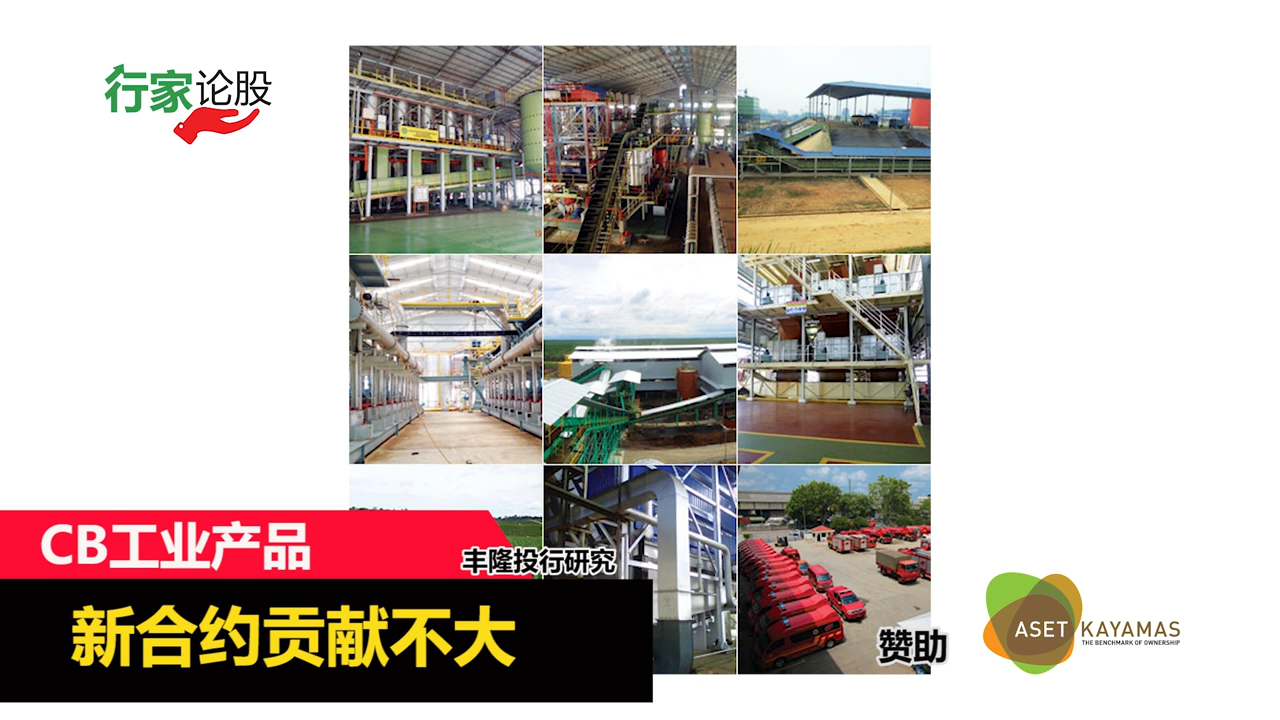 行家论股
CB工业产品
丰隆投行研究
新合约贡献不大
赞助
ASET KAYAMAS
THE BENCHMARK OF OWNERSHIP